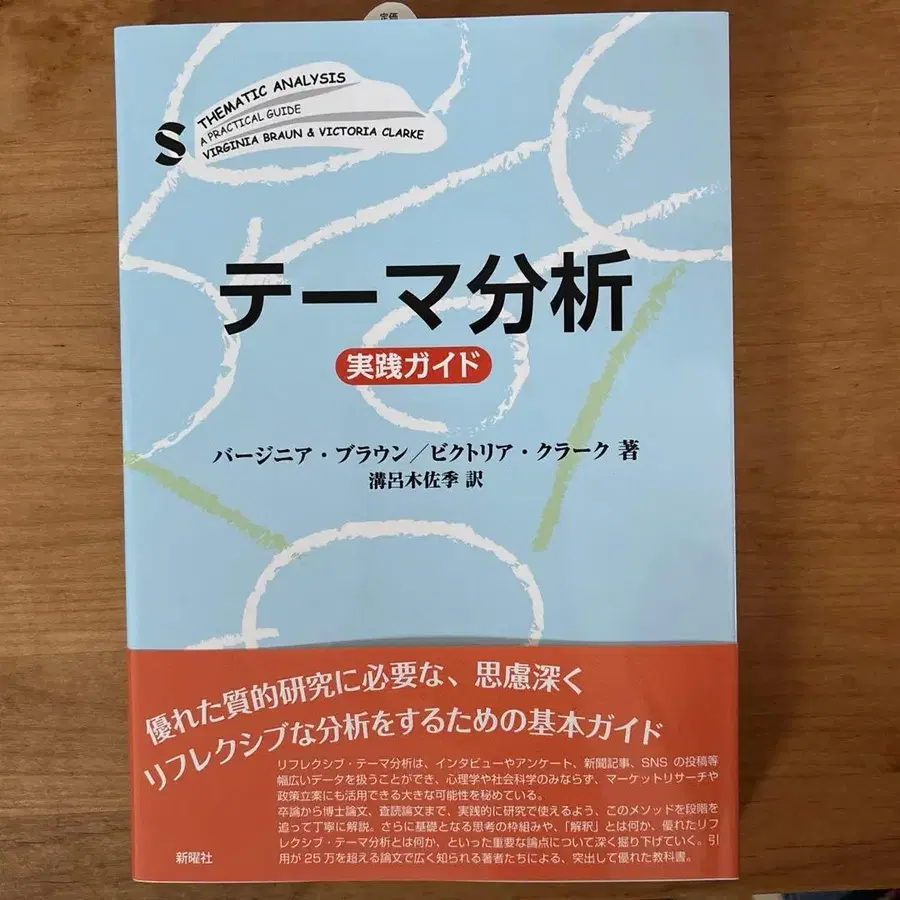 定価
THEMATIC ANALYSIS
A PRACTICAL GUIDE
VIRGINIA BRAUN & VICTORIA CLARKE
S
テーマ分析
実践ガイド
バージニア・ブラウン／ビクトリア・クラーク 著
溝呂木佐季 訳
優れた質的研究に必要な、思慮深く
リフレクシブな分析をするための基本ガイド
リフレクシブ・テーマ分析は、インタビューやアンケート、新聞記事、SNS の投稿等
幅広いデータを扱うことができ、心理学や社会科学のみならず、マーケットリサーチや
政策立案にも活用できる大きな可能性を秘めている。
卒論から博士論文、査読論文まで、実践的に研究で使えるよう、このメソッドを段階を
追って丁寧に解説。さらに基礎となる思考の枠組みや、「解釈」とは何か、優れたリフ
レクシブ・テーマ分析とは何か、といった重要な論点について深く掘り下げていく。引
用が 25 万を超える論文で広く知られる著者たちによる、突出して優れた教科書。
新曜社